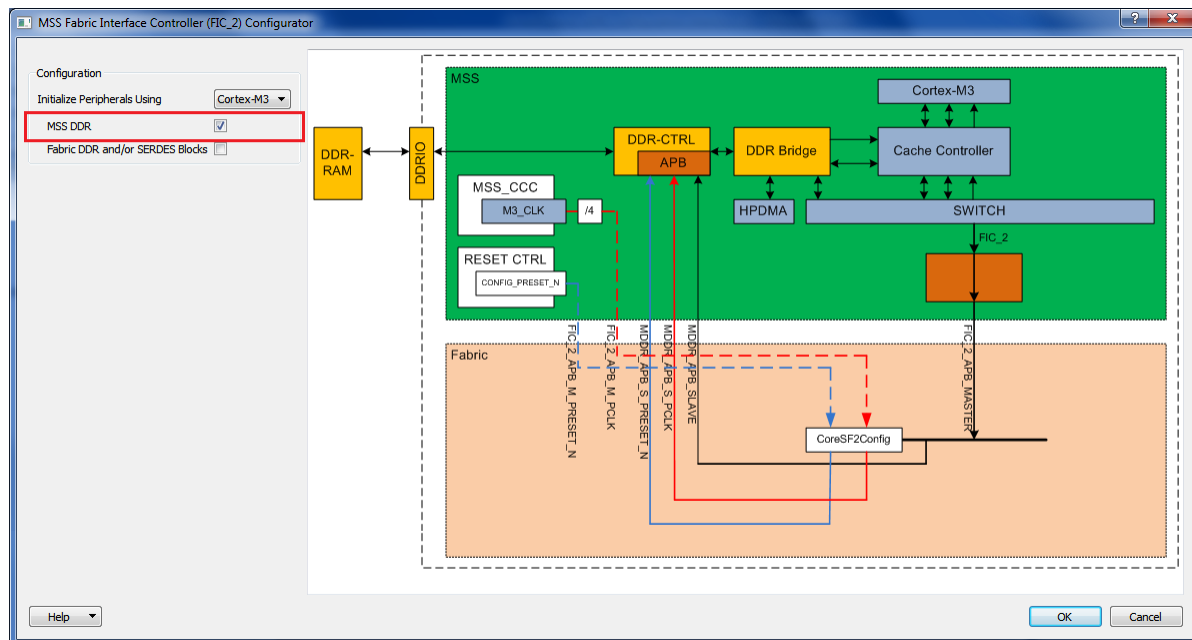 MSS Fabric Interface Controller (FIC_2) Configurator
?
X
Configuration
Initialize Peripherals Using
Cortex-M3
MSS DDR
Fabric DDR and/or SERDES Blocks
MSS
Cortex-M3
DDR-
RAM
DDRIO
DDR-CTRL
APB
DDR Bridge
Cache Controller
MSS_CCC
M3_CLK
/4
HPDMA
SWITCH
FIC_2
RESET CTRL
CONFIG_PRESET_N
FIC_2_APB_M_PRESET_N
FIC_2_APB_M_PCLK
MDDR_APB_S_PRESET_N
MDDR_APB_S_PCLK
MDDR_APB_SLAVE
FIC_2_APB_MASTER
Fabric
CoreSF2Config
Help
OK
Cancel